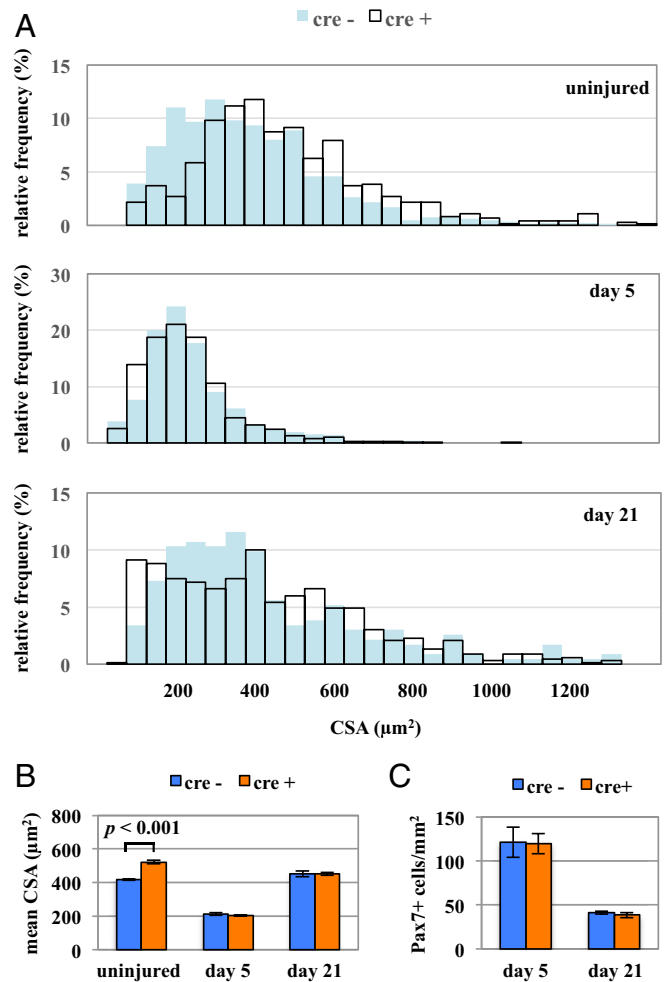 A
cre - cre +
relative frequency (%)
15
10
5
0
uninjured
relative frequency (%)
30
20
10
0
day 5
relative frequency (%)
15
10
5
0
day 21
200 400 600 800 1000 1200
CSA (µm²)
B
cre - cre +
mean CSA (µm²)
800
600
400
200
0
p < 0.001
uninjured day 5 day 21
C
cre - cre+
Pax7+ cells/mm²
150
100
50
0
day 5 day 21